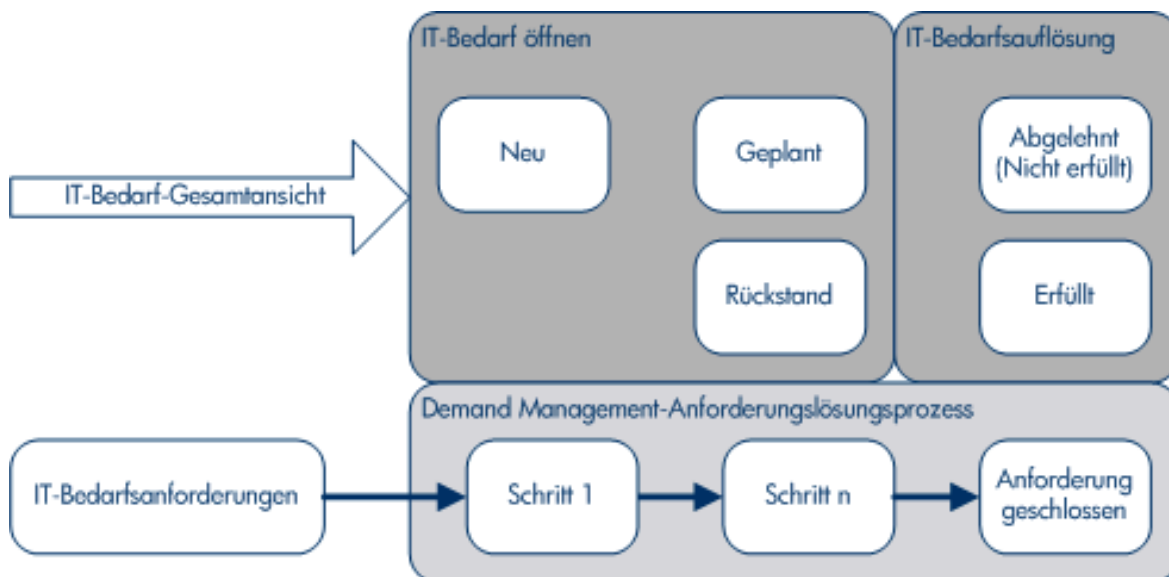 IT-Bedarf öffnen
IT-Bedarfsauflösung
Neu
Geplant
Abgelehnt
(Nicht erfüllt)
IT-Bedarf-Gesamtansicht
Rückstand
Erfüllt
Demand Management-Anforderungslösungsprozess
IT-Bedarfsanforderungen
Schritt 1
Schritt n
Anforderung
geschlossen